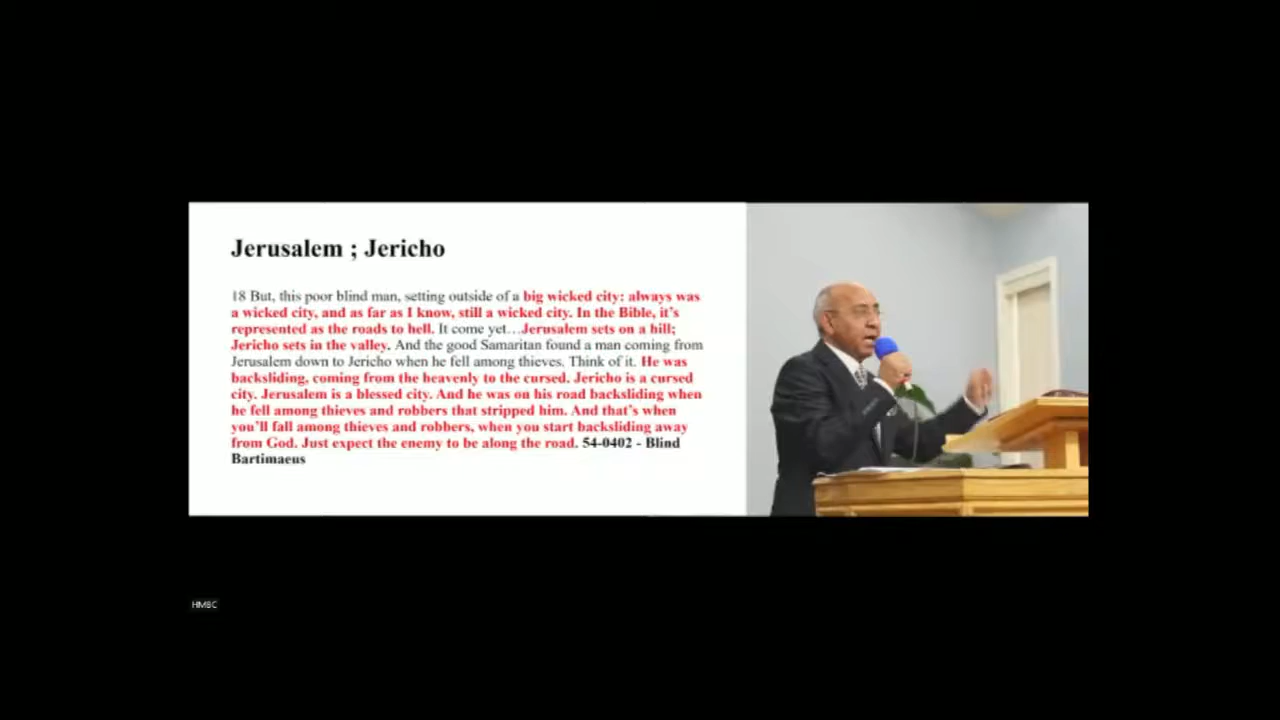 Jerusalem ; Jericho
18 But, this poor blind man, setting outside of a big wicked city: always was
a wicked city, and as far as I know, still a wicked city. In the Bible, it's
represented as the roads to hell. It come yet…Jerusalem sets on a hill;
Jericho sets in the valley. And the good Samaritan found a man coming from
Jerusalem down to Jericho when he fell among thieves. Think of it. He was
backsliding, coming from the heavenly to the cursed. Jericho is a cursed
city. Jerusalem is a blessed city. And he was on his road backsliding when
he fell among thieves and robbers that stripped him. And that's when
you'll fall among thieves and robbers, when you start backsliding away
from God. Just expect the enemy to be along the road. 54-0402 - Blind
Bartimaeus
HMBC